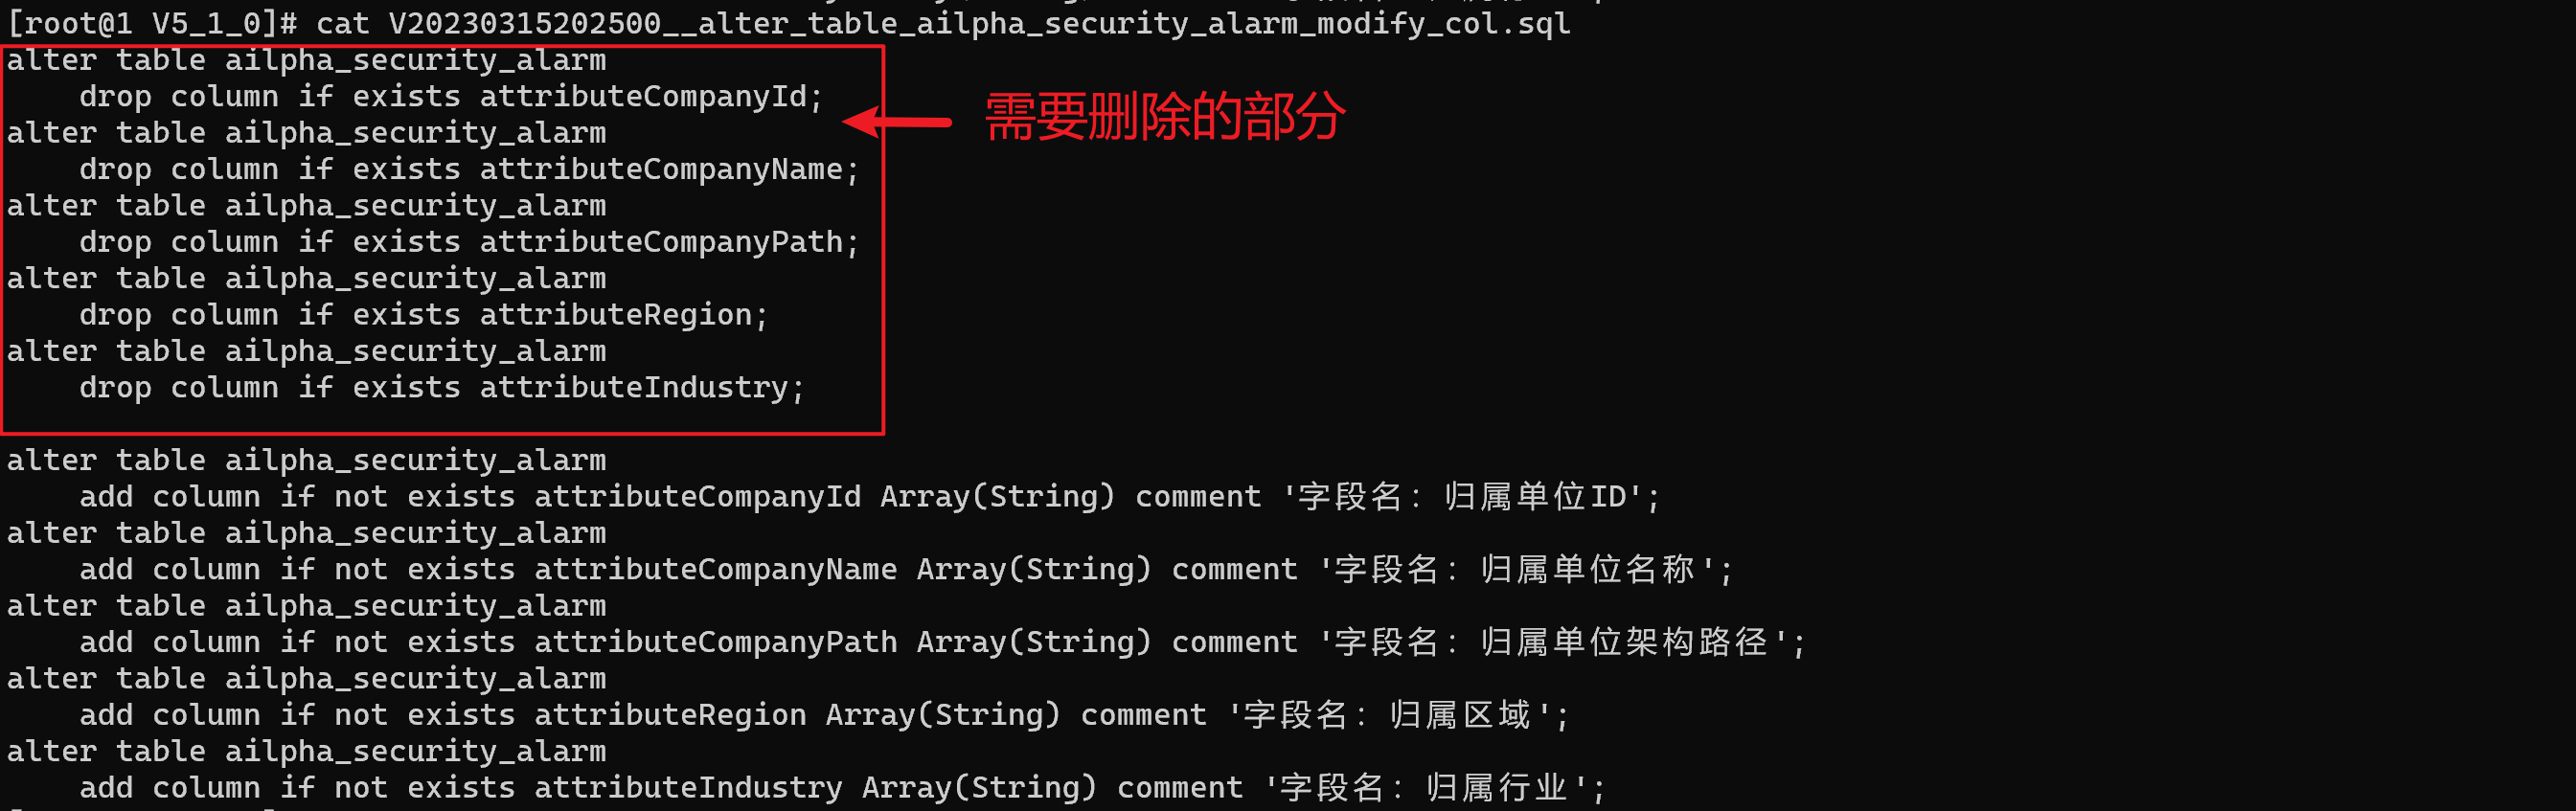 [root@1 V5_1_0]# cat V20230315202500__alter_table_ailpha_security_alarm_modify_col.sql
alter table ailpha_security_alarm
    drop column if exists attributeCompanyId;
需要删除的部分
alter table ailpha_security_alarm
    drop column if exists attributeCompanyName;
alter table ailpha_security_alarm
    drop column if exists attributeCompanyPath;
alter table ailpha_security_alarm
    drop column if exists attributeRegion;
alter table ailpha_security_alarm
    drop column if exists attributeIndustry;
alter table ailpha_security_alarm
    add column if not exists attributeCompanyId Array(String) comment '字段名：归属单位ID';
alter table ailpha_security_alarm
    add column if not exists attributeCompanyName Array(String) comment '字段名：归属单位名称';
alter table ailpha_security_alarm
    add column if not exists attributeCompanyPath Array(String) comment '字段名：归属单位架构路径';
alter table ailpha_security_alarm
    add column if not exists attributeRegion Array(String) comment '字段名：归属区域';
alter table ailpha_security_alarm
    add column if not exists attributeIndustry Array(String) comment '字段名：归属行业';